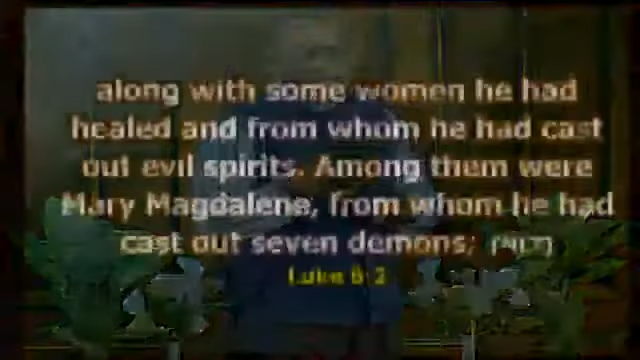 along with some women he had
healed and from whom he had cast
out evil spirits. Among them were
Mary Magdalene, from whom he had
cast out seven demons; (NLT)
Luke 8:2